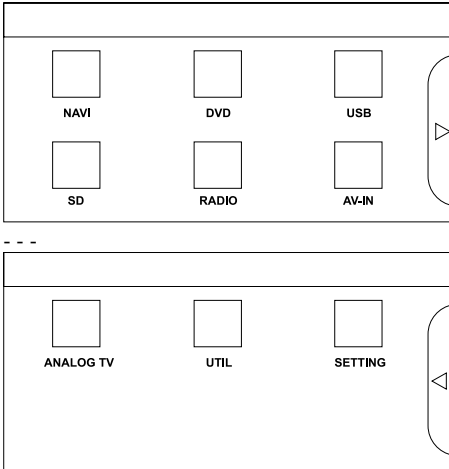 NAVI DVD USB
SD RADIO AV-IN
- - -
ANALOG TV UTIL SETTING